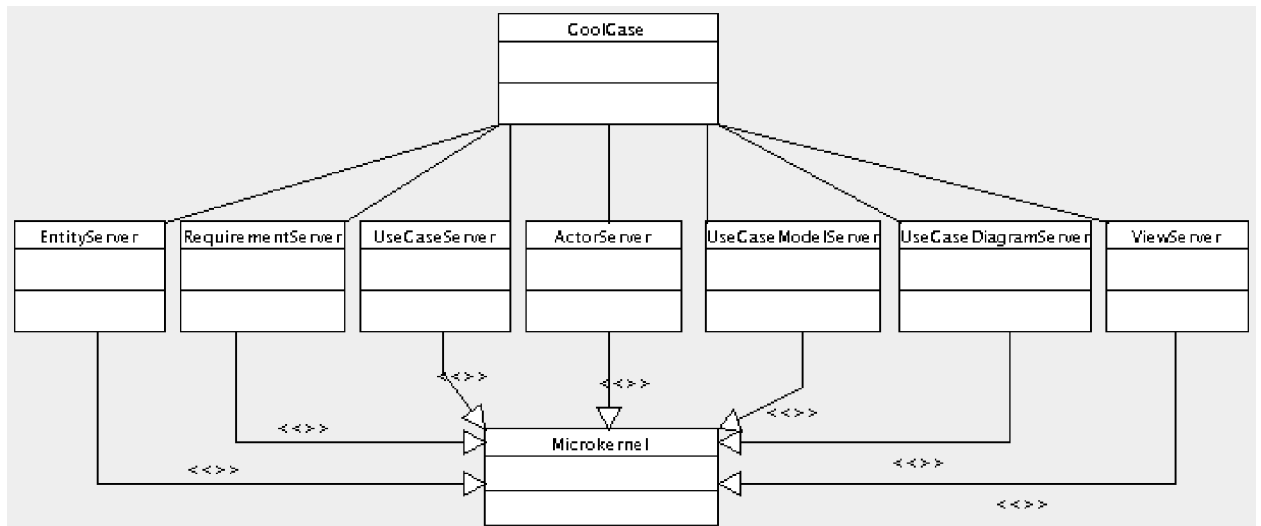 CoolCase
EntityServer
RequirementServer
UseCaseServer
ActorServer
UseCaseModelServer
UseCaseDiagramServer
ViewServer
<<>>
<<>>
<<>>
<<>>
<<>>
<<>>
<<>>
Microkernel